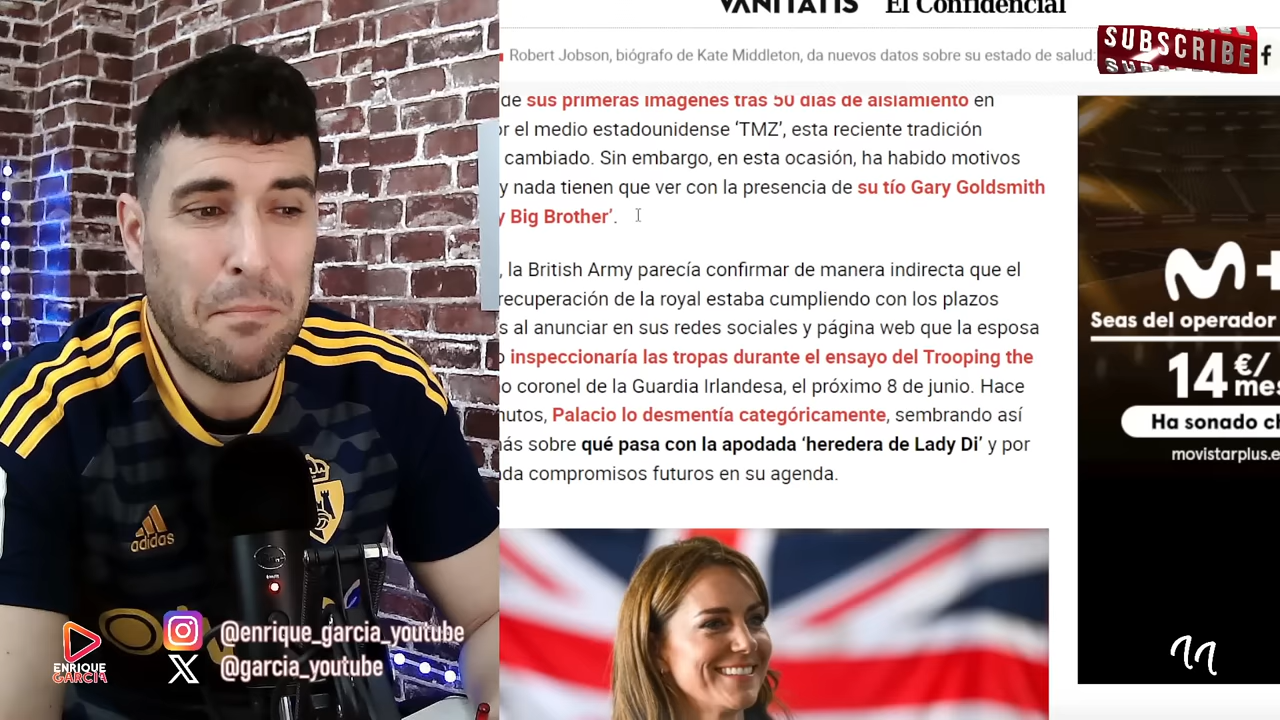 VANITATIS El Confidencial
Robert Jobson, biógrafo de Kate Middleton, da nuevos datos sobre su estado de salud:
SUBSCRIBE
f
de sus primeras imágenes tras 50 días de aislamiento en
el medio estadounidense ‘TMZ’, esta reciente tradición
cambiado. Sin embargo, en esta ocasión, ha habido motivos
y nada tienen que ver con la presencia de su tío Gary Goldsmith
Big Brother’.
, la British Army parecía confirmar de manera indirecta que el
recuperación de la royal estaba cumpliendo con los plazos
s al anunciar en sus redes sociales y página web que la esposa
inspeccionaría las tropas durante el ensayo del Trooping the
o coronel de la Guardia Irlandesa, el próximo 8 de junio. Hace
nutos, Palacio lo desmentía categóricamente, sembrando así
ás sobre qué pasa con la apodada ‘heredera de Lady Di’ y por
da compromisos futuros en su agenda.
M+
Seas del operador
14 €/
mes
Ha sonado
movistarplus.e
adidas
ENRIQUE
GARCIA
@enrique_garcia_youtube
@garcia_youtube